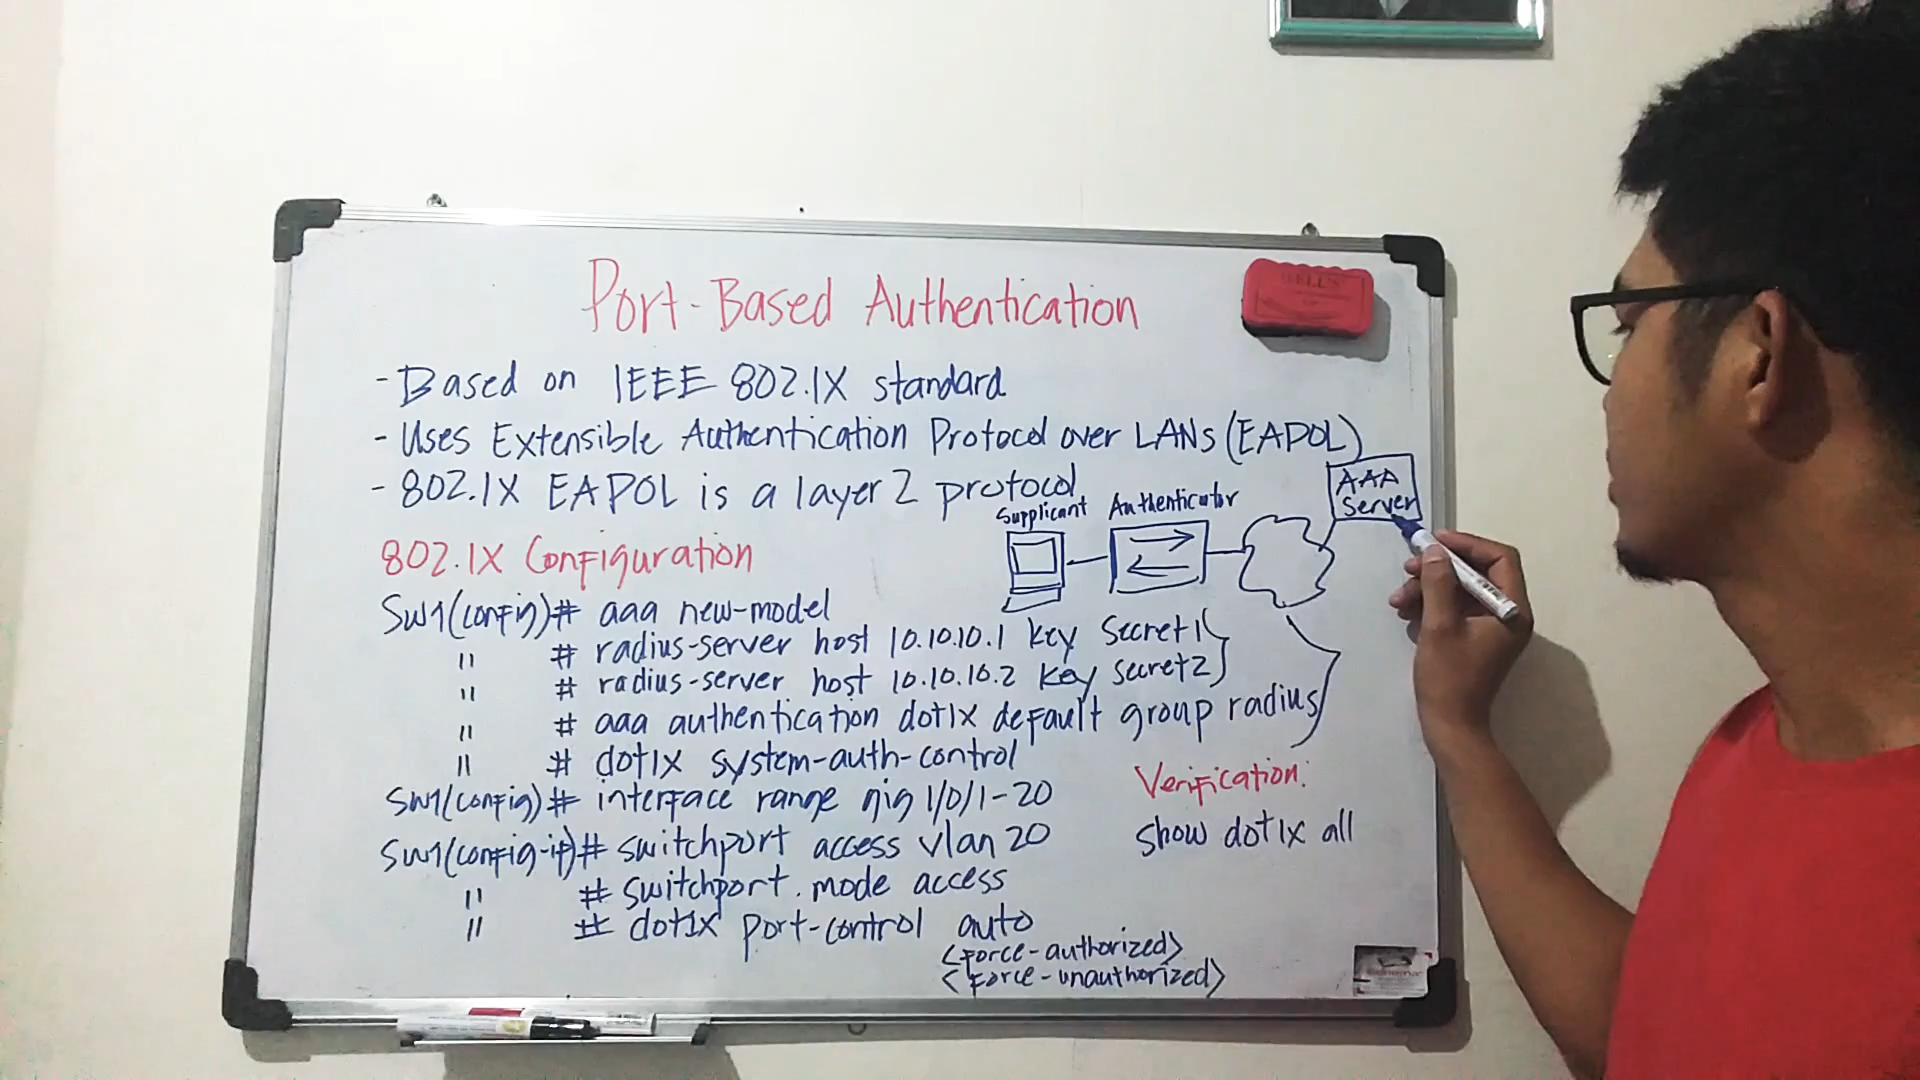 Port-Based Authentication
- Based on IEEE 802.1X standard
- Uses Extensible Authentication Protocol over LANs (EAPOL)
- 802.1X EAPOL is a layer 2 protocol
Supplicant Authenticator
AAA
Server
802.1X Configuration
SW1(config)# aaa new-model
" # radius-server host 10.10.10.1 key secret1
" # radius-server host 10.10.10.2 key secret2
" # aaa authentication dot1x default group radius
" # dot1x system-auth-control
SW1(config)# interface range gig 1/0/1-20
SW1(config-if)# switchport access vlan 20
" # switchport mode access
" # dot1x port-control auto
<force-authorized>
<force-unauthorized>
Verification:
show dot1x all